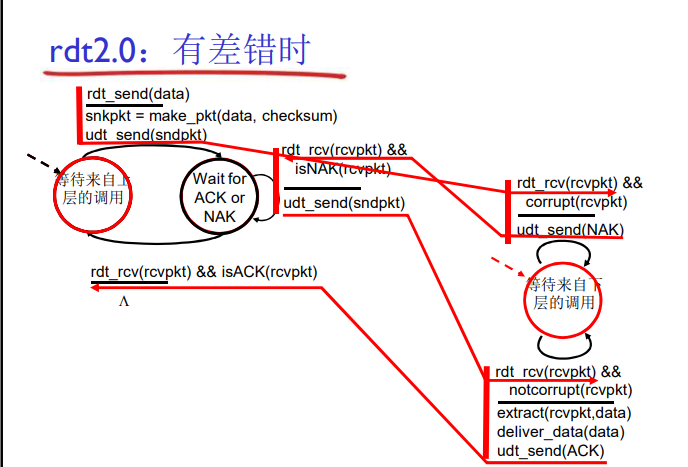 rdt2.0：有差错时
rdt_send(data)
snkpkt = make_pkt(data, checksum)
udt_send(sndpkt)
等待来自上
层的调用
Wait for
ACK or
NAK
rdt_rcv(rcvpkt) &&
isNAK(rcvpkt)
udt_send(sndpkt)
rdt_rcv(rcvpkt) && isACK(rcvpkt)
Λ
rdt_rcv(rcvpkt) &&
corrupt(rcvpkt)
udt_send(NAK)
等待来自下
层的调用
rdt_rcv(rcvpkt) &&
notcorrupt(rcvpkt)
extract(rcvpkt,data)
deliver_data(data)
udt_send(ACK)